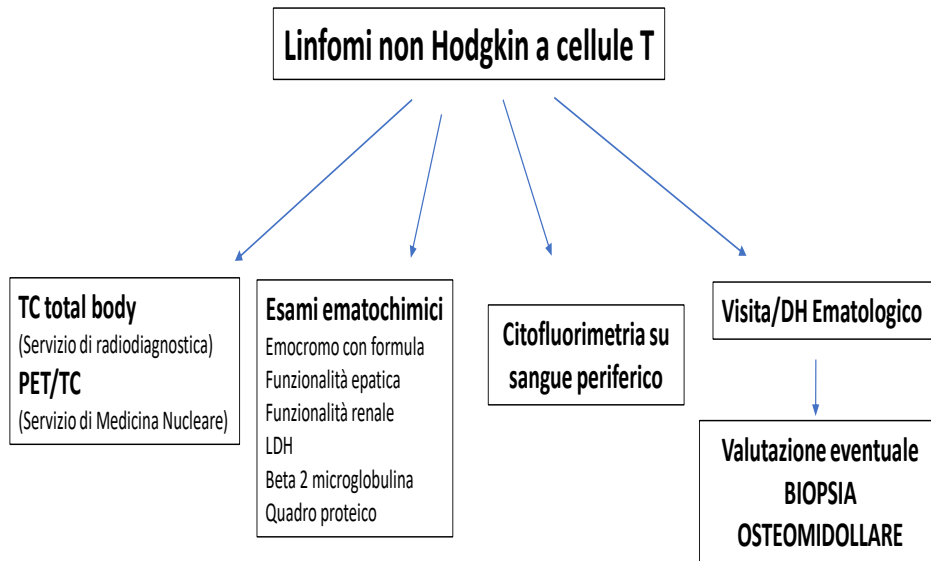 Linfomi non Hodgkin a cellule T
TC total body
(Servizio di radiodiagnostica)
PET/TC
(Servizio di Medicina Nucleare)
Esami ematochimici
Emocromo con formula
Funzionalità epatica
Funzionalità renale
LDH
Beta 2 microglobulina
Quadro proteico
Citofluorimetria su
sangue periferico
Visita/DH Ematologico
Valutazione eventuale
BIOPSIA
OSTEOMIDOLLARE